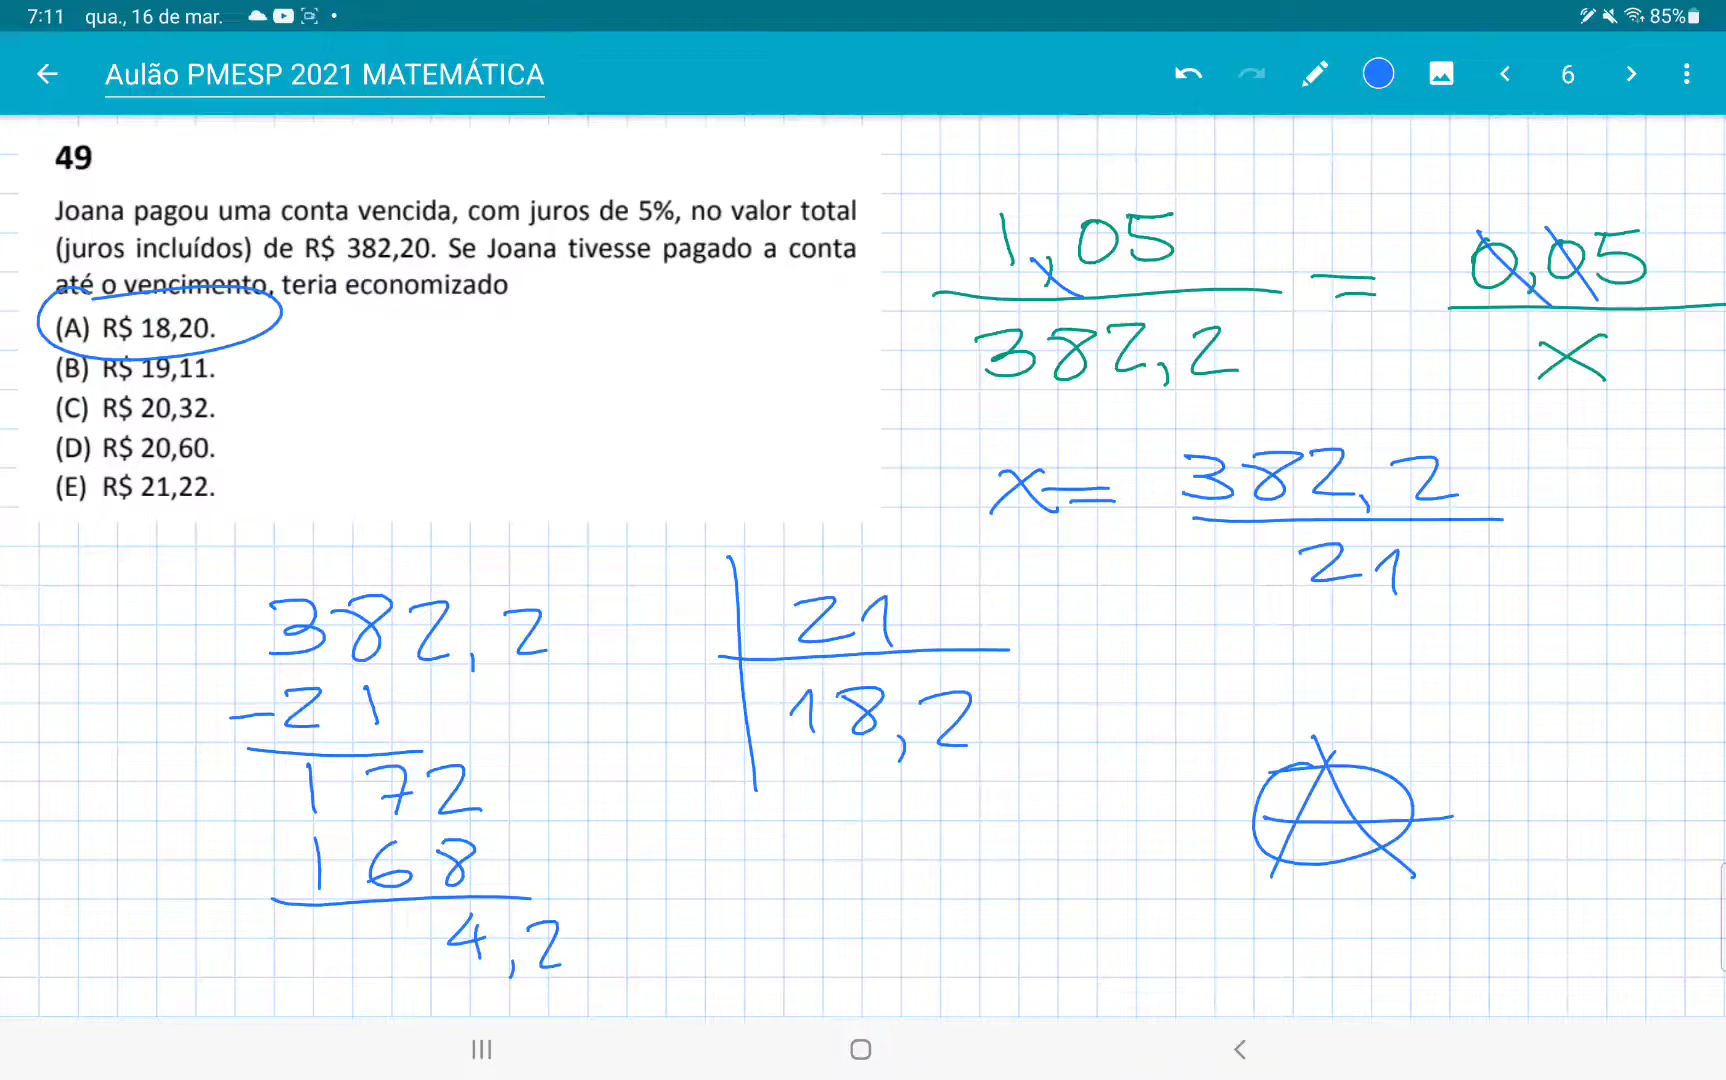 7:11 qua., 16 de mar. 85%
Aulão PMESP 2021 MATEMÁTICA 6
49
Joana pagou uma conta vencida, com juros de 5%, no valor total
(juros incluídos) de R$ 382,20. Se Joana tivesse pagado a conta
até o vencimento, teria economizado
(A) R$ 18,20.
(B) R$ 19,11.
(C) R$ 20,32.
(D) R$ 20,60.
(E) R$ 21,22.
1,05 = 0,05
382,2 x
x = 382,2
21
382,2 21
-21 18,2
172
168
4,2
A